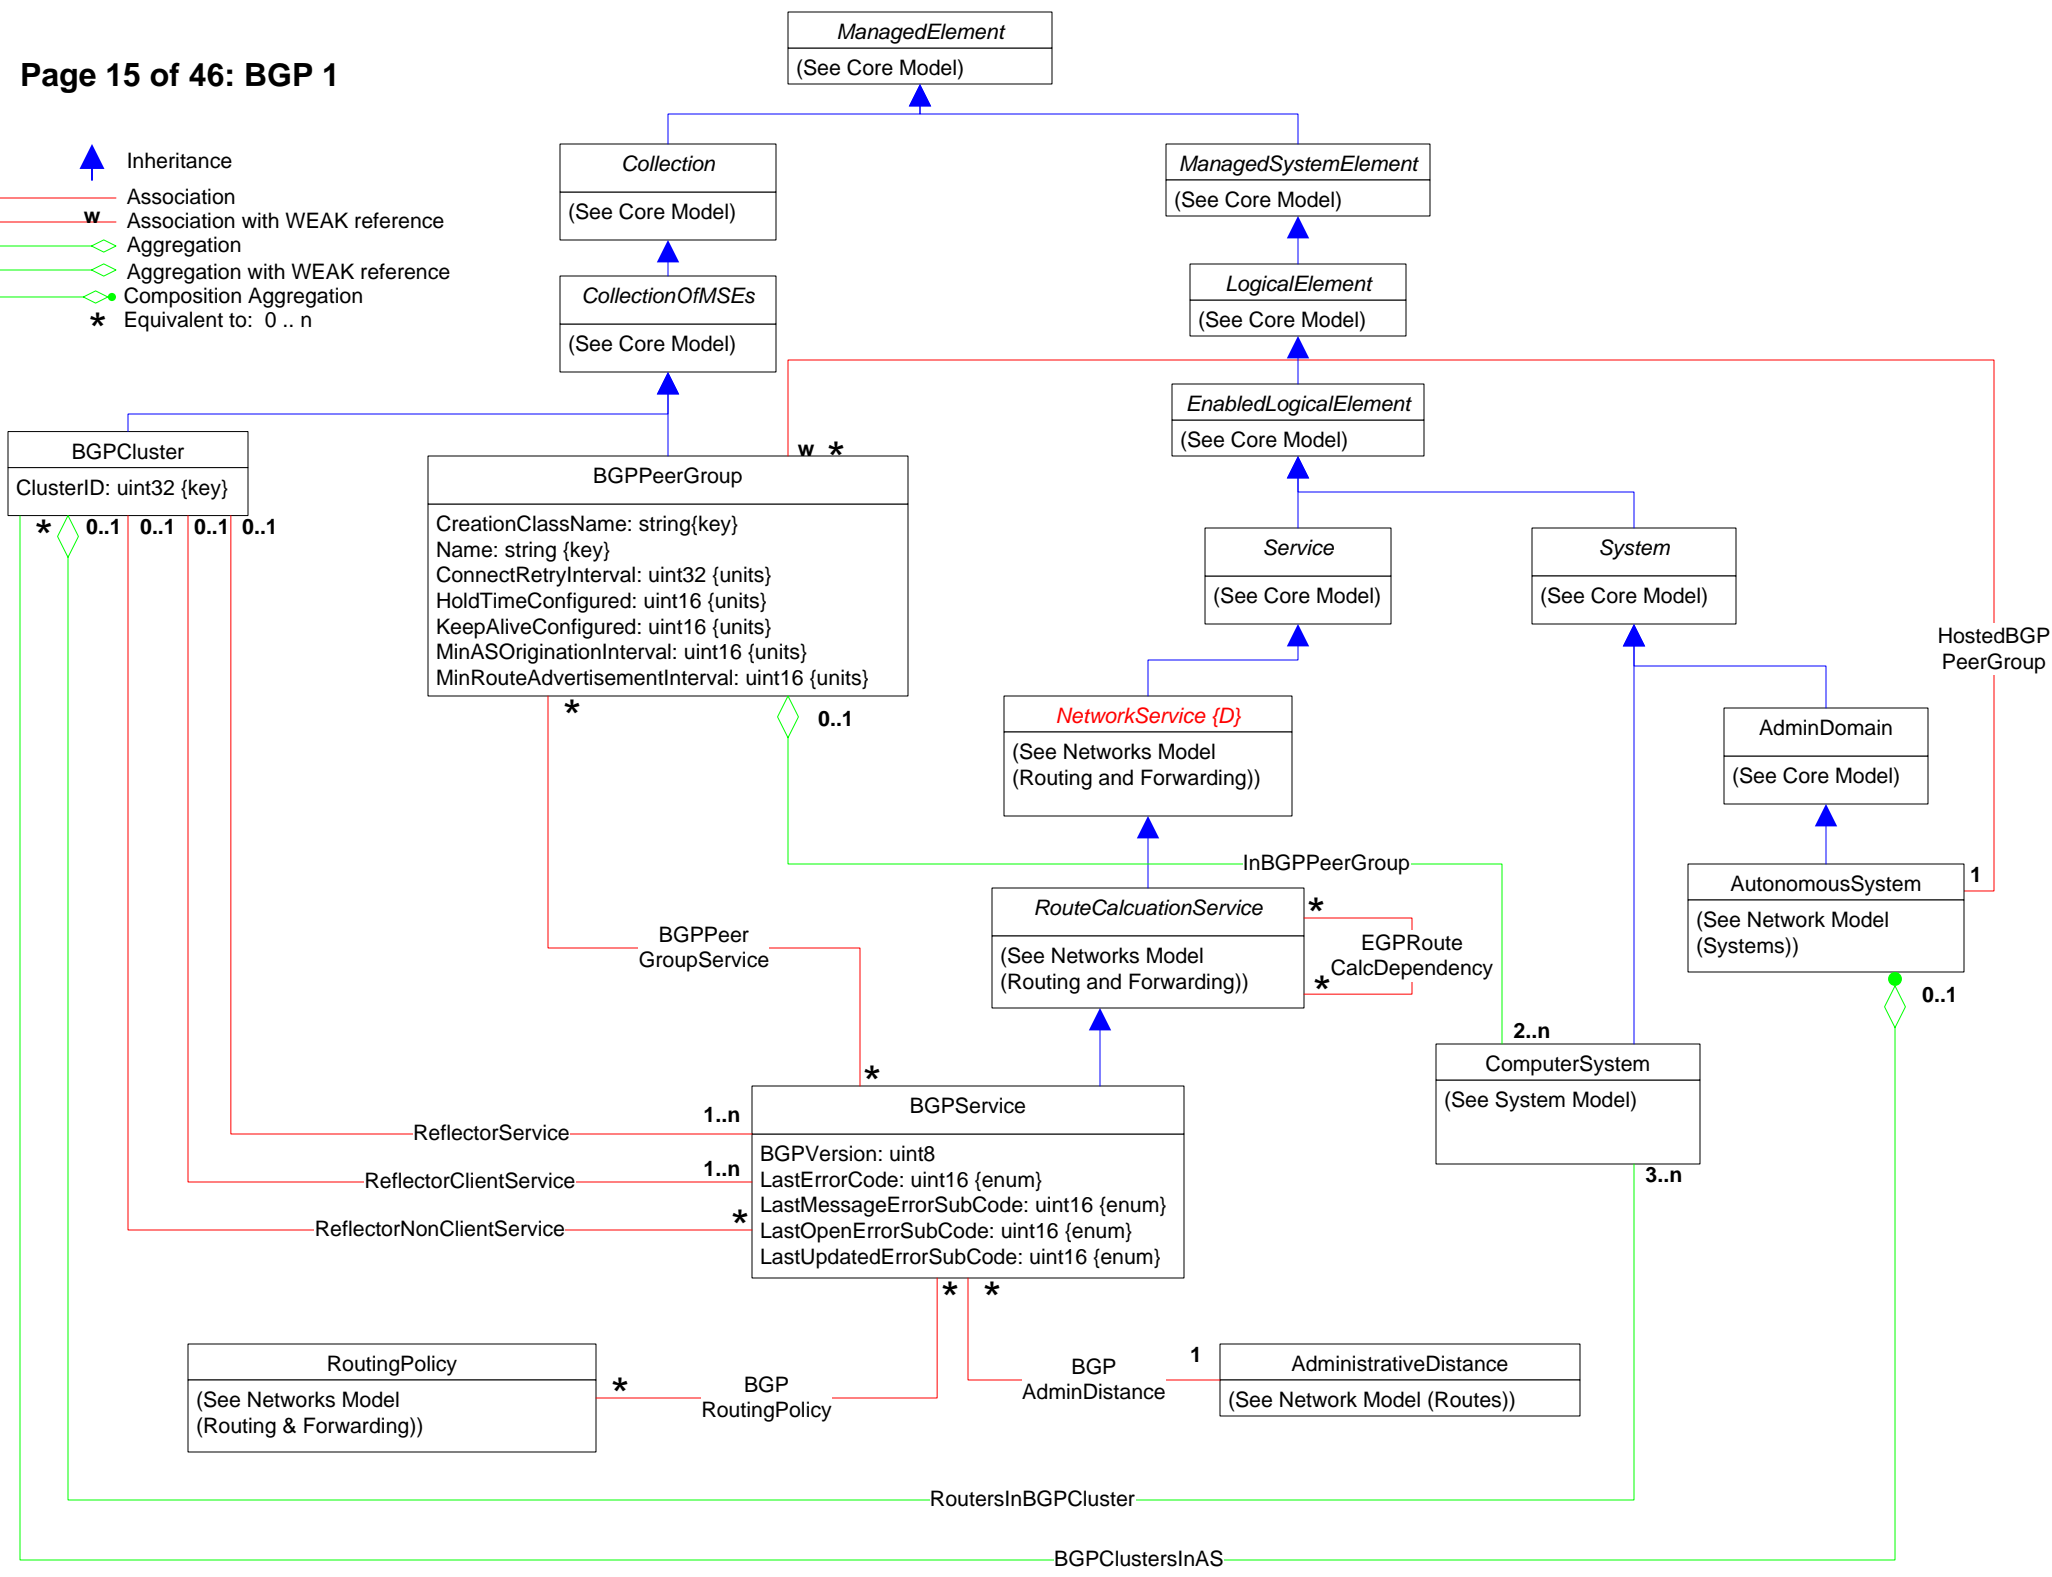 ManagedElement
(See Core Model)
Page 15 of 46: BGP 1
Inheritance
Association
w
Association with WEAK reference
Aggregation
Aggregation with WEAK reference
Composition Aggregation
* Equivalent to: 0 .. n
Collection
(See Core Model)
ManagedSystemElement
(See Core Model)
CollectionOfMSEs
(See Core Model)
LogicalElement
(See Core Model)
EnabledLogicalElement
(See Core Model)
BGPCluster
ClusterID: uint32 {key}
* 0..1 0..1 0..1 0..1
w *
BGPPeerGroup
CreationClassName: string{key}
Name: string {key}
ConnectRetryInterval: uint32 {units}
HoldTimeConfigured: uint16 {units}
KeepAliveConfigured: uint16 {units}
MinASOriginationInterval: uint16 {units}
MinRouteAdvertisementInterval: uint16 {units}
*
0..1
Service
(See Core Model)
System
(See Core Model)
HostedBGP
PeerGroup
NetworkService {D}
(See Networks Model
(Routing and Forwarding))
AdminDomain
(See Core Model)
InBGPPeerGroup
AutonomousSystem
(See Network Model
(Systems))
1
0..1
RouteCalcuationService
(See Networks Model
(Routing and Forwarding))
*
EGPRoute
CalcDependency
*
BGPPeer
GroupService
*
2..n
ComputerSystem
(See System Model)
3..n
BGPService
BGPVersion: uint8
LastErrorCode: uint16 {enum}
LastMessageErrorSubCode: uint16 {enum}
LastOpenErrorSubCode: uint16 {enum}
LastUpdatedErrorSubCode: uint16 {enum}
1..n
ReflectorService
1..n
ReflectorClientService
*
ReflectorNonClientService
* *
RoutingPolicy
(See Networks Model
(Routing & Forwarding))
*
BGP
RoutingPolicy
BGP
AdminDistance
1
AdministrativeDistance
(See Network Model (Routes))
RoutersInBGPCluster
BGPClustersInAS